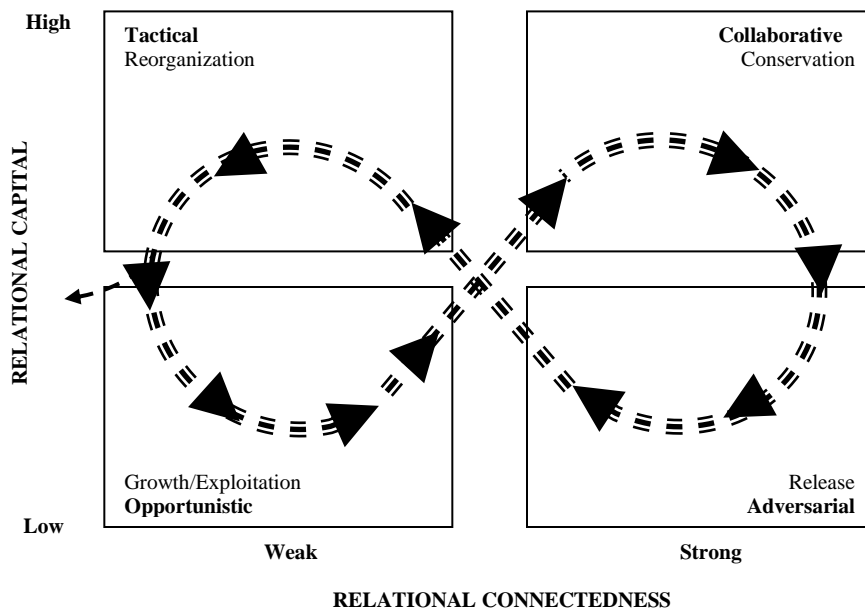 High
Tactical
Reorganization
Collaborative
Conservation
RELATIONAL CAPITAL
Growth/Exploitation
Opportunistic
Release
Adversarial
Low
Weak
Strong
RELATIONAL CONNECTEDNESS